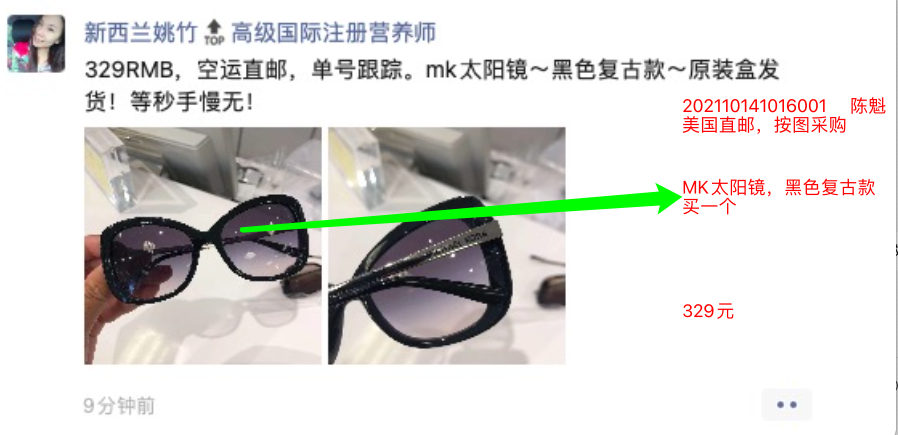 新西兰姚竹🔝高级国际注册营养师
329RMB，空运直邮，单号跟踪。mk太阳镜～黑色复古款～原装盒发
货！等秒手慢无！
202110141016001 陈魁
美国直邮，按图采购
MK太阳镜，黑色复古款
买一个
329元
9分钟前